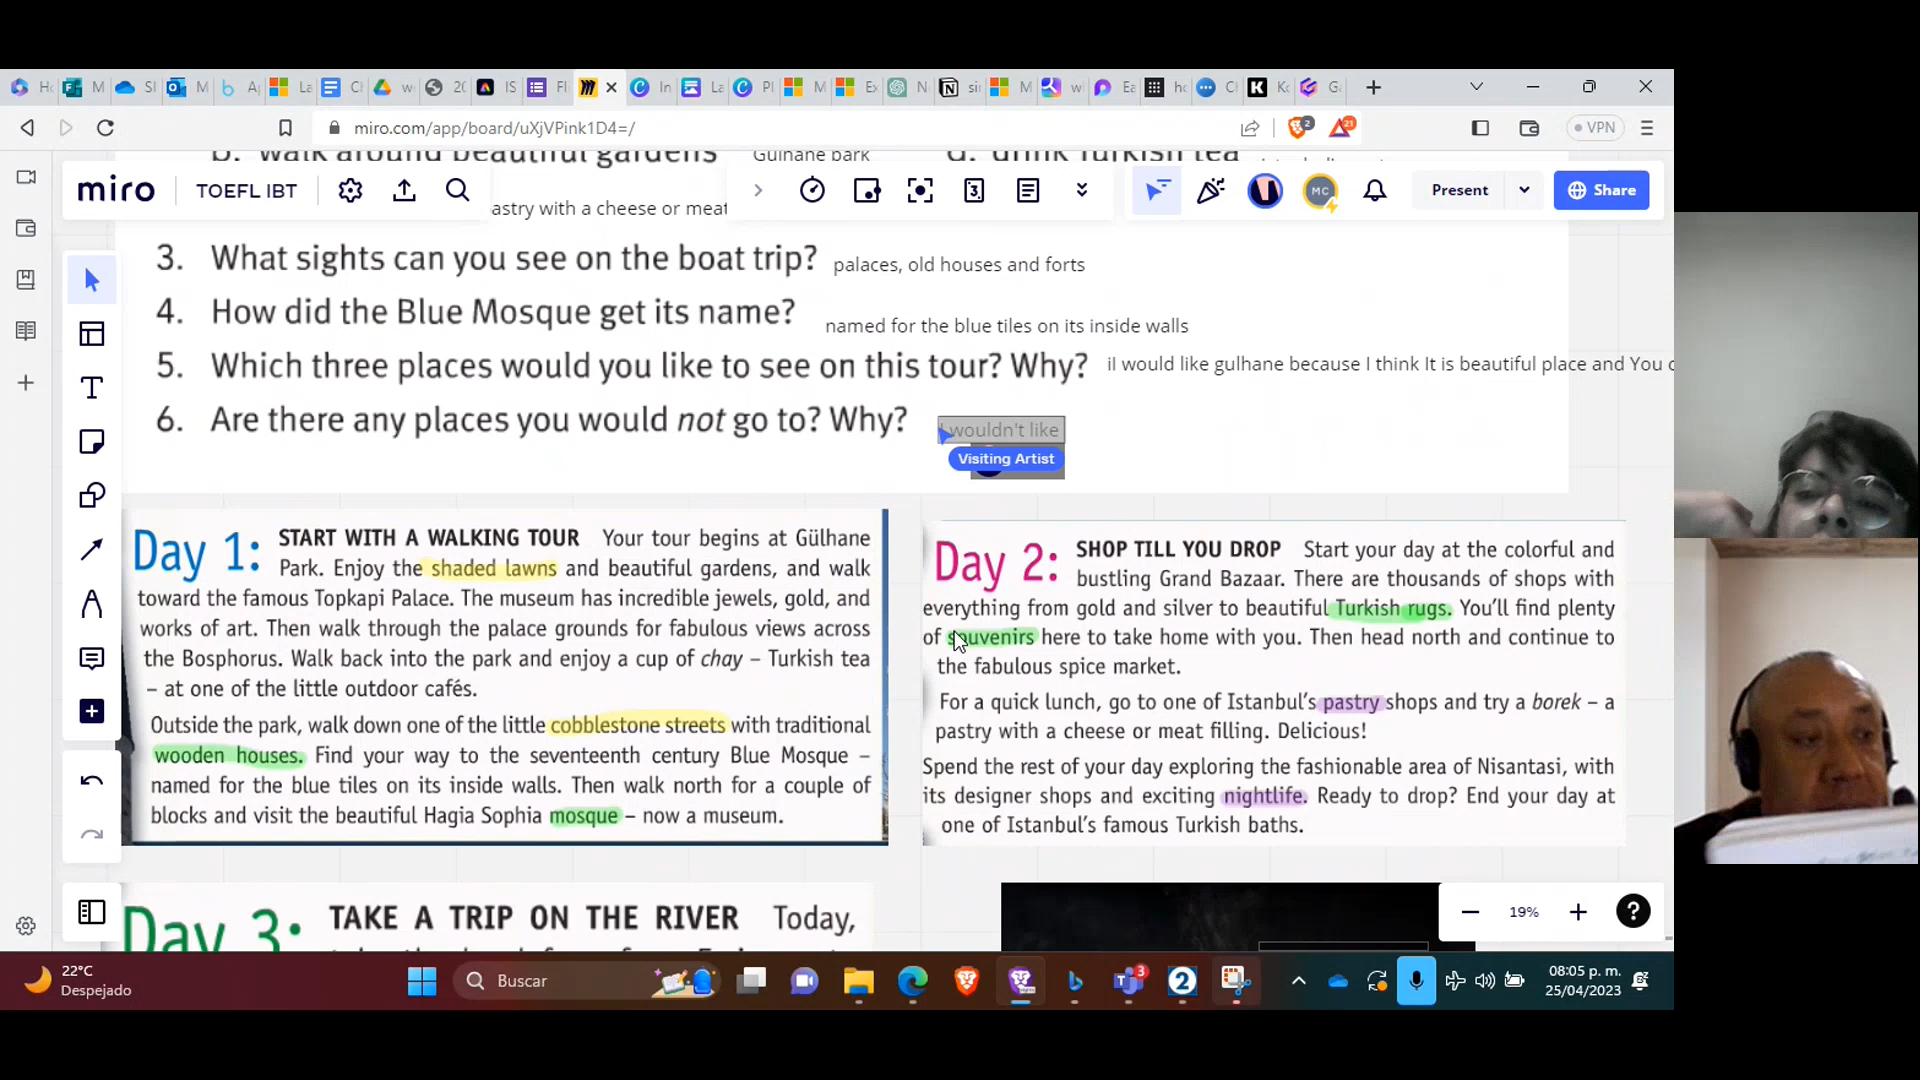 miro.com/app/board/uXjVPink1D4=/
VPN
b. walk around beautiful gardens Gulhane park d. drink Turkish tea
miro TOEFL IBT Present Share
MC
astry with a cheese or meat
3. What sights can you see on the boat trip? palaces, old houses and forts
4. How did the Blue Mosque get its name? named for the blue tiles on its inside walls
5. Which three places would you like to see on this tour? Why? iI would like gulhane because I think It is beautiful place and You
6. Are there any places you would not go to? Why? I wouldn't like
Visiting Artist
Day 1: START WITH A WALKING TOUR Your tour begins at Gülhane
Park. Enjoy the shaded lawns and beautiful gardens, and walk
toward the famous Topkapi Palace. The museum has incredible jewels, gold, and
works of art. Then walk through the palace grounds for fabulous views across
the Bosphorus. Walk back into the park and enjoy a cup of chay – Turkish tea
– at one of the little outdoor cafés.
Outside the park, walk down one of the little cobblestone streets with traditional
wooden houses. Find your way to the seventeenth century Blue Mosque –
named for the blue tiles on its inside walls. Then walk north for a couple of
blocks and visit the beautiful Hagia Sophia mosque – now a museum.
Day 2: SHOP TILL YOU DROP Start your day at the colorful and
bustling Grand Bazaar. There are thousands of shops with
everything from gold and silver to beautiful Turkish rugs. You'll find plenty
of souvenirs here to take home with you. Then head north and continue to
the fabulous spice market.
For a quick lunch, go to one of Istanbul's pastry shops and try a borek – a
pastry with a cheese or meat filling. Delicious!
Spend the rest of your day exploring the fashionable area of Nisantasi, with
its designer shops and exciting nightlife. Ready to drop? End your day at
one of Istanbul's famous Turkish baths.
Day 3: TAKE A TRIP ON THE RIVER Today,
19%
22°C
Despejado
Buscar
08:05 p. m.
25/04/2023